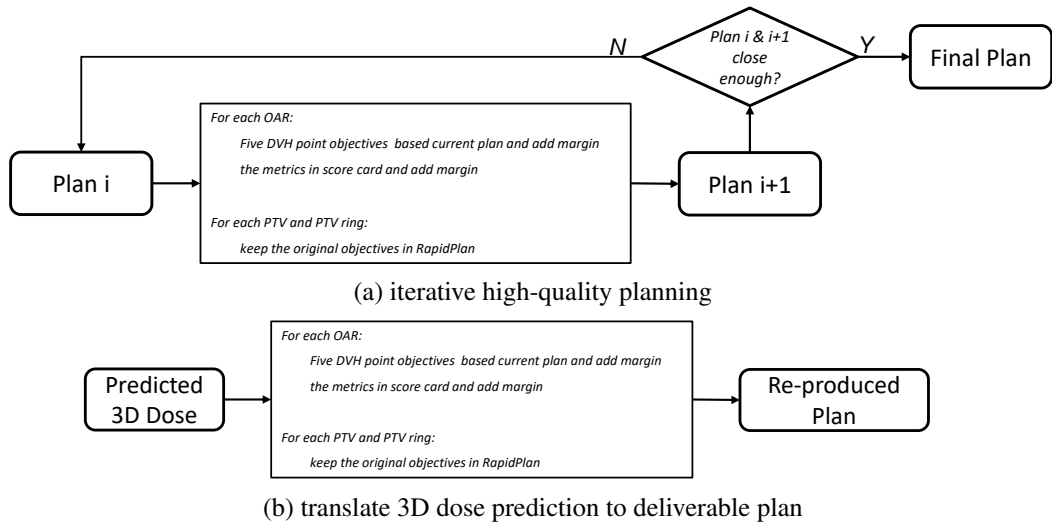 N
Plan i & i+1
close
enough?
Y
Final Plan
For each OAR:
Five DVH point objectives based current plan and add margin
the metrics in score card and add margin
For each PTV and PTV ring:
keep the original objectives in RapidPlan
Plan i
Plan i+1
(a) iterative high-quality planning
For each OAR:
Five DVH point objectives based current plan and add margin
the metrics in score card and add margin
For each PTV and PTV ring:
keep the original objectives in RapidPlan
Predicted
3D Dose
Re-produced
Plan
(b) translate 3D dose prediction to deliverable plan